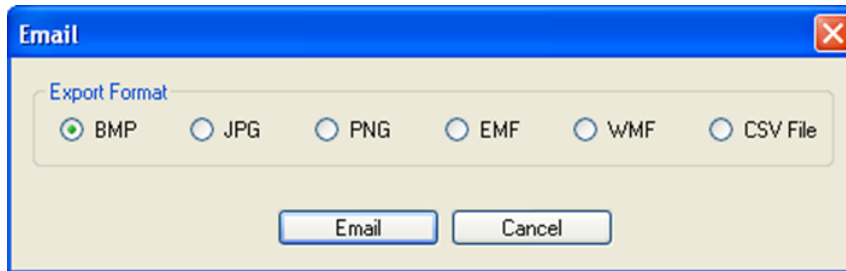 Email
Export Format
BMP JPG PNG EMF WMF CSV File
Email Cancel